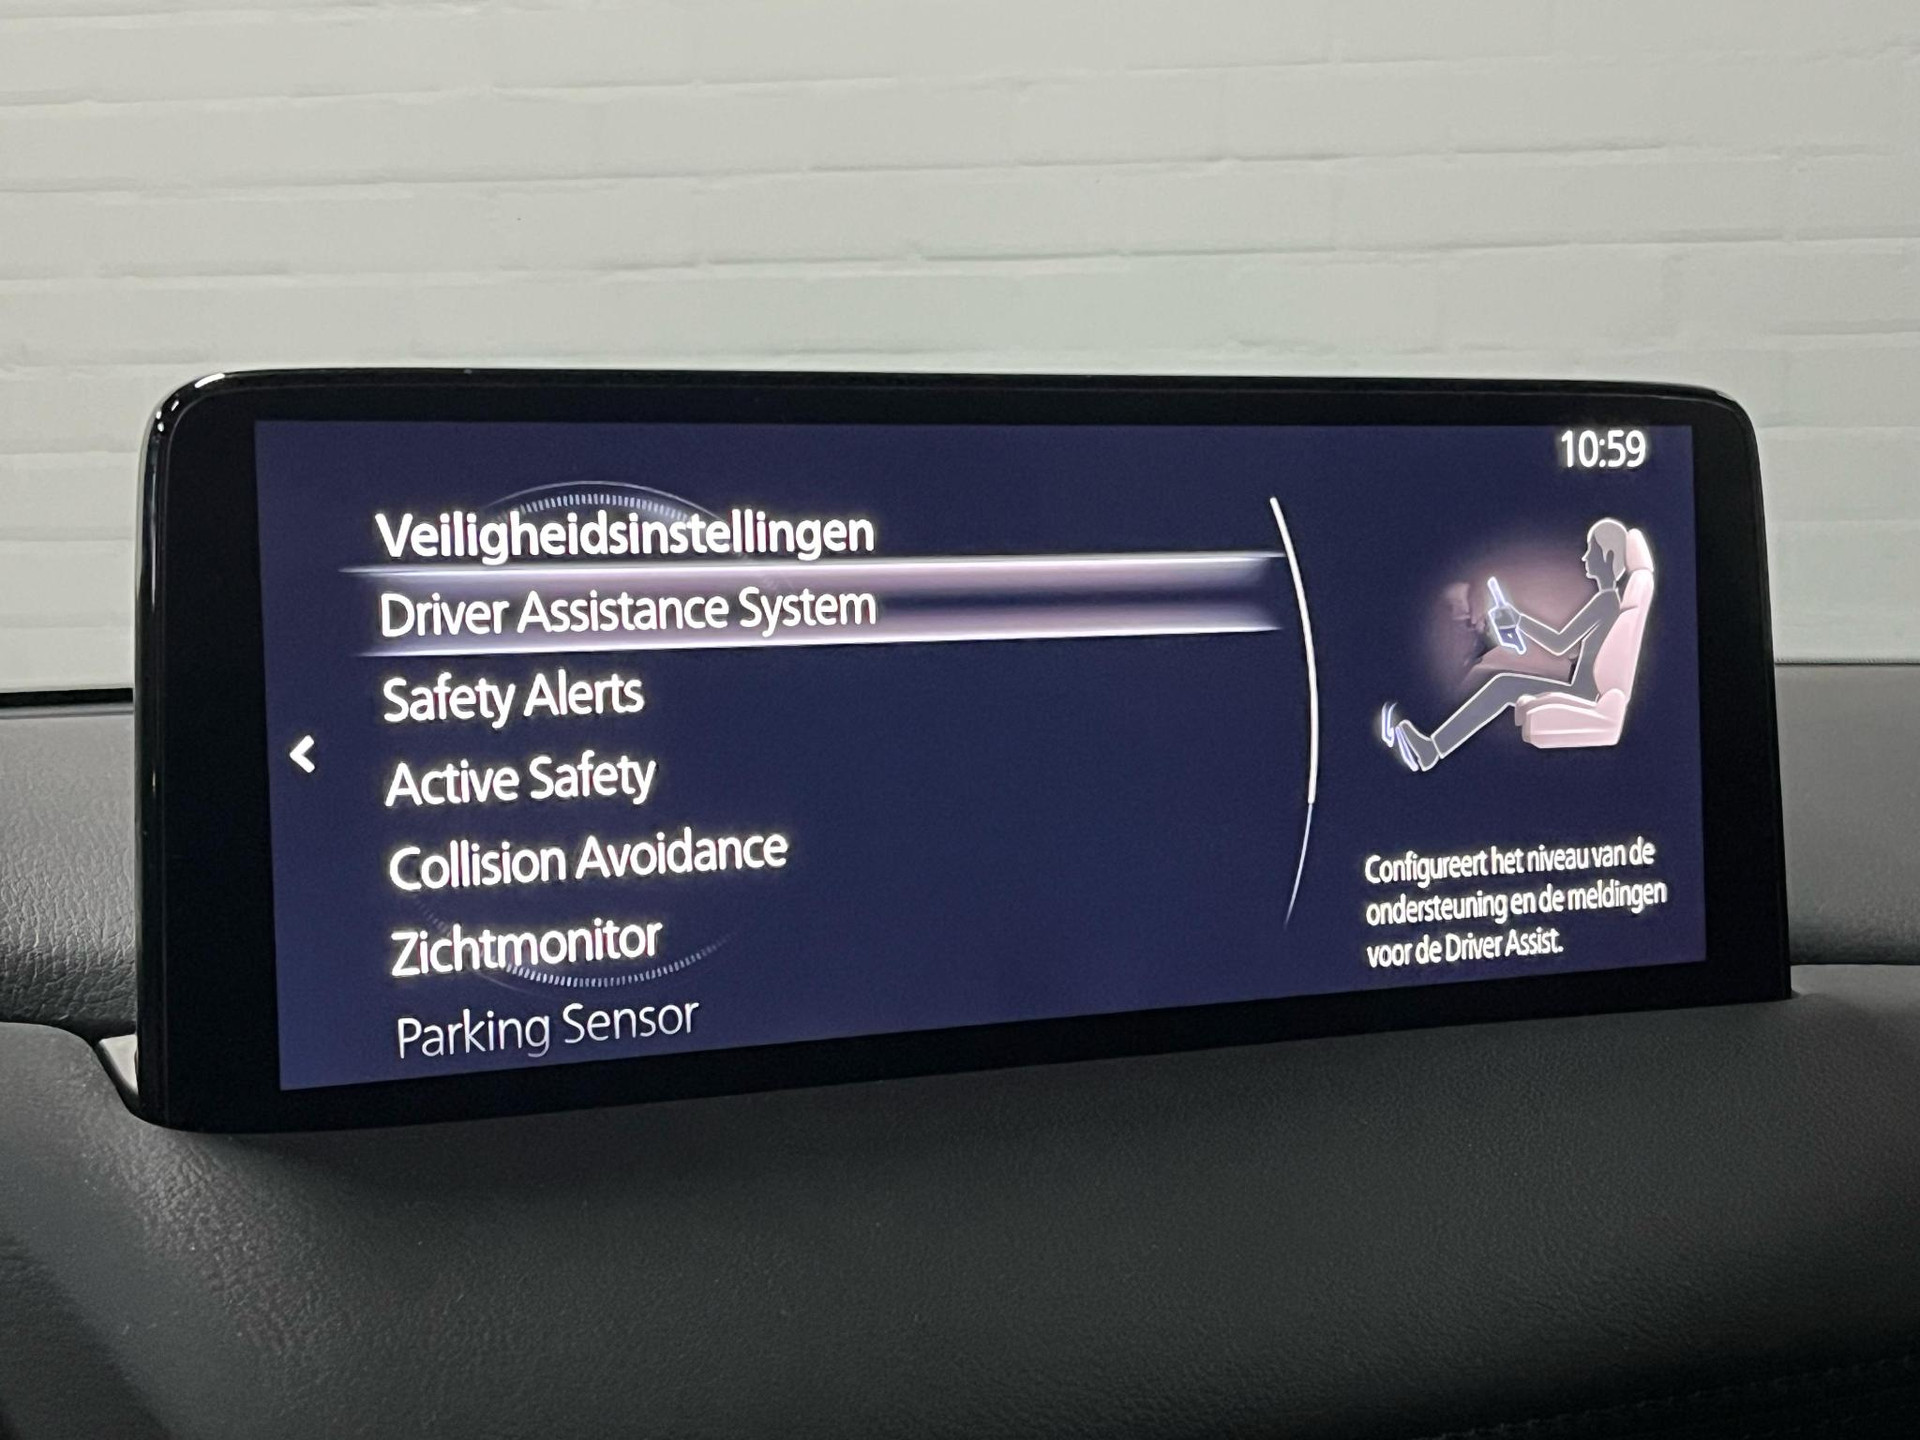 10:59
Veiligheidsinstellingen
Driver Assistance System
Safety Alerts
Active Safety
Collision Avoidance
Zichtmonitor
Parking Sensor
Configureert het niveau van de
ondersteuning en de meldingen
voor de Driver Assist.